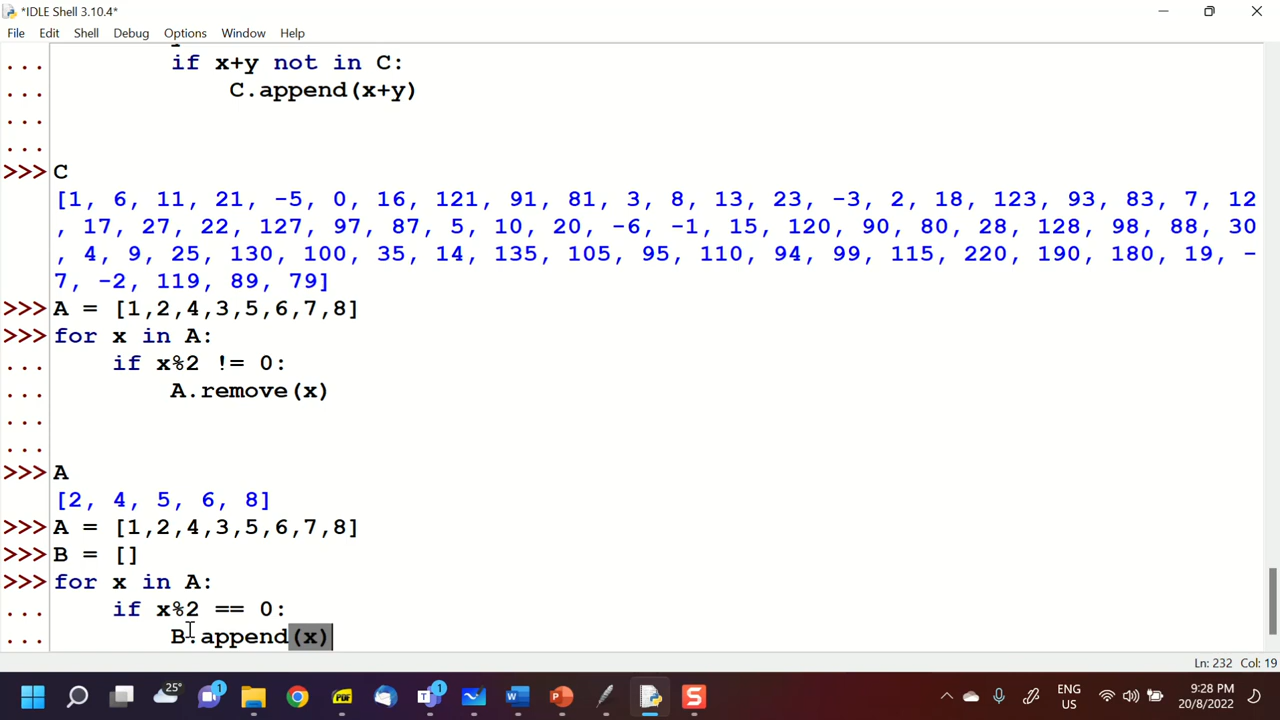 *IDLE Shell 3.10.4*
File Edit Shell Debug Options Window Help
... if x+y not in C:
... C.append(x+y)
...
...
>>> C
[1, 6, 11, 21, -5, 0, 16, 121, 91, 81, 3, 8, 13, 23, -3, 2, 18, 123, 93, 83, 7, 12
, 17, 27, 22, 127, 97, 87, 5, 10, 20, -6, -1, 15, 120, 90, 80, 28, 128, 98, 88, 30
, 4, 9, 25, 130, 100, 35, 14, 135, 105, 95, 110, 94, 99, 115, 220, 190, 180, 19, -
7, -2, 119, 89, 79]
>>> A = [1,2,4,3,5,6,7,8]
>>> for x in A:
... if x%2 != 0:
... A.remove(x)
...
...
>>> A
[2, 4, 5, 6, 8]
>>> A = [1,2,4,3,5,6,7,8]
>>> B = []
>>> for x in A:
... if x%2 == 0:
... B.append(x)
Ln: 232 Col: 19
25°
1
PDF
1
W
P
S
ENG
US
9:28 PM
20/8/2022